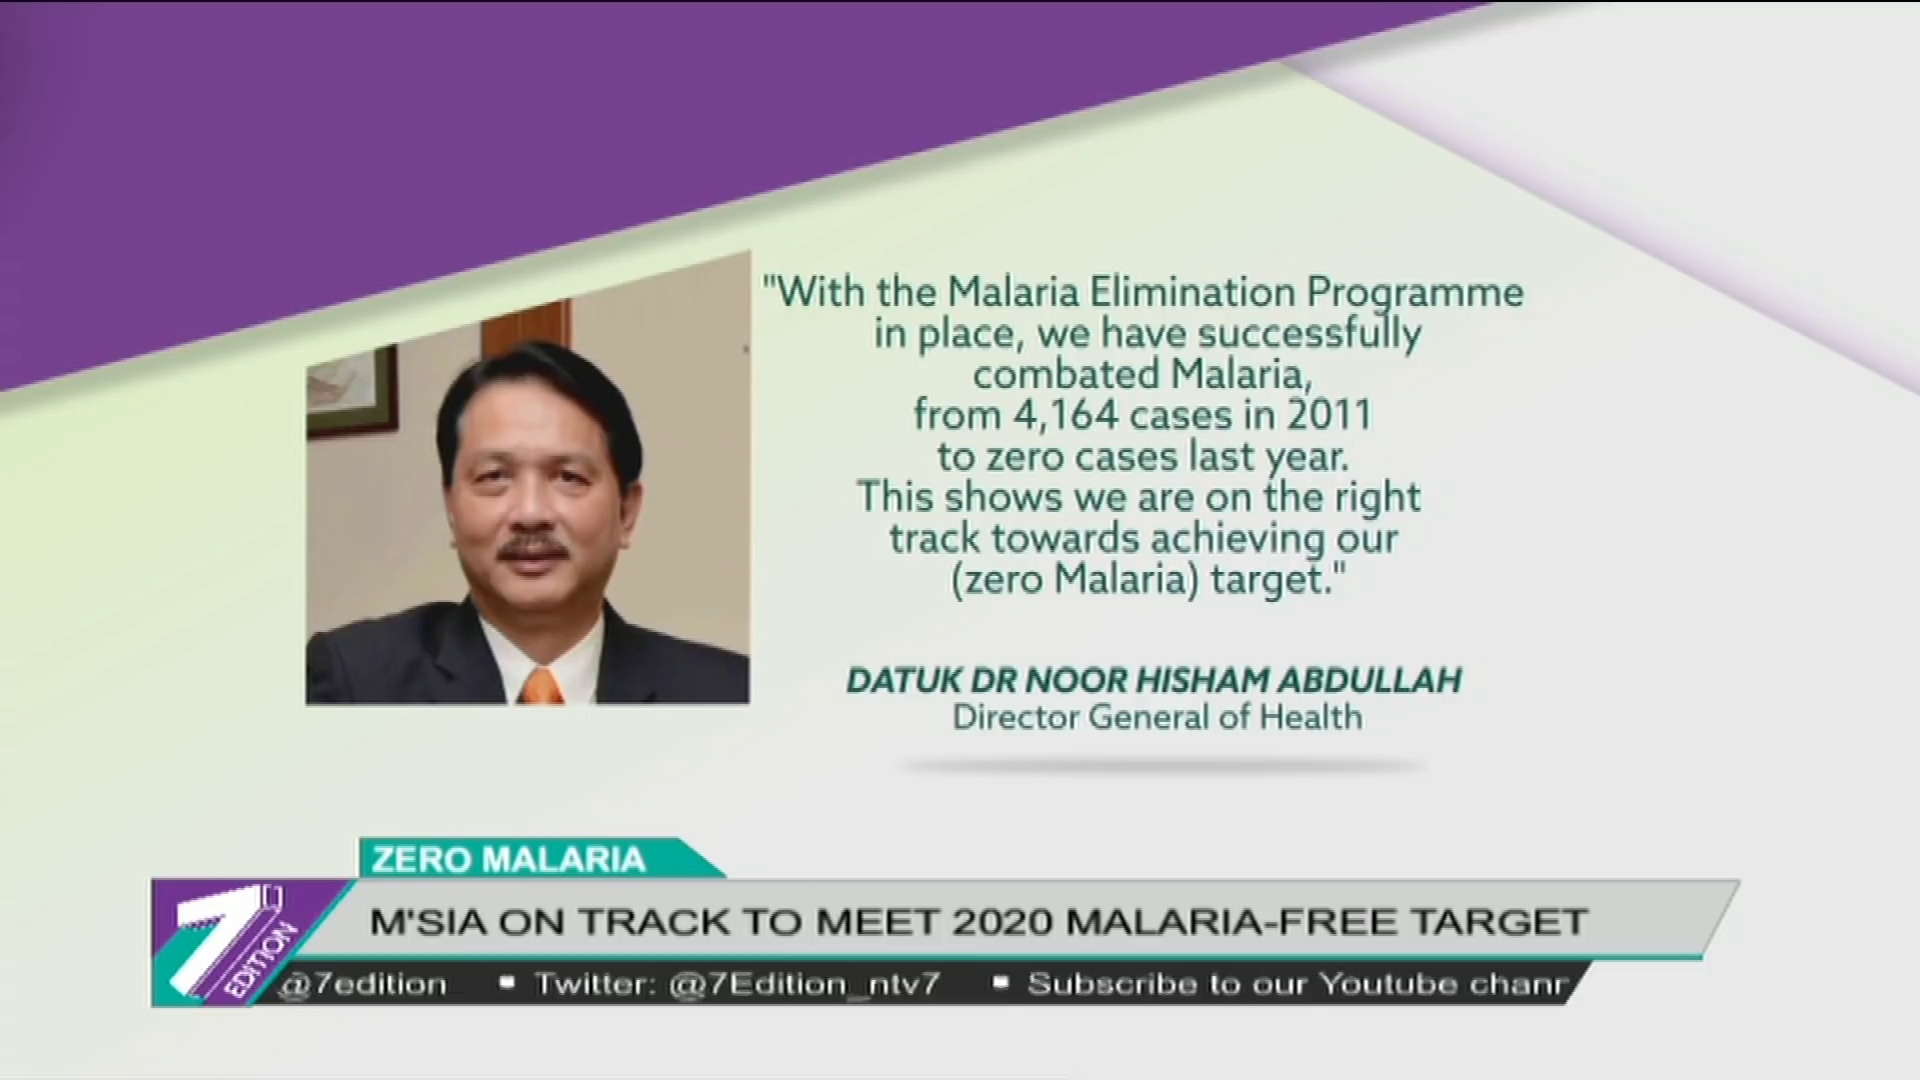 "With the Malaria Elimination Programme
in place, we have successfully
combated Malaria,
from 4,164 cases in 2011
to zero cases last year.
This shows we are on the right
track towards achieving our
(zero Malaria) target."
DATUK DR NOOR HISHAM ABDULLAH
Director General of Health
ZERO MALARIA
M'SIA ON TRACK TO MEET 2020 MALARIA-FREE TARGET
7 EDITION
@7edition ▪ Twitter: @7Edition_ntv7 ▪ Subscribe to our Youtube